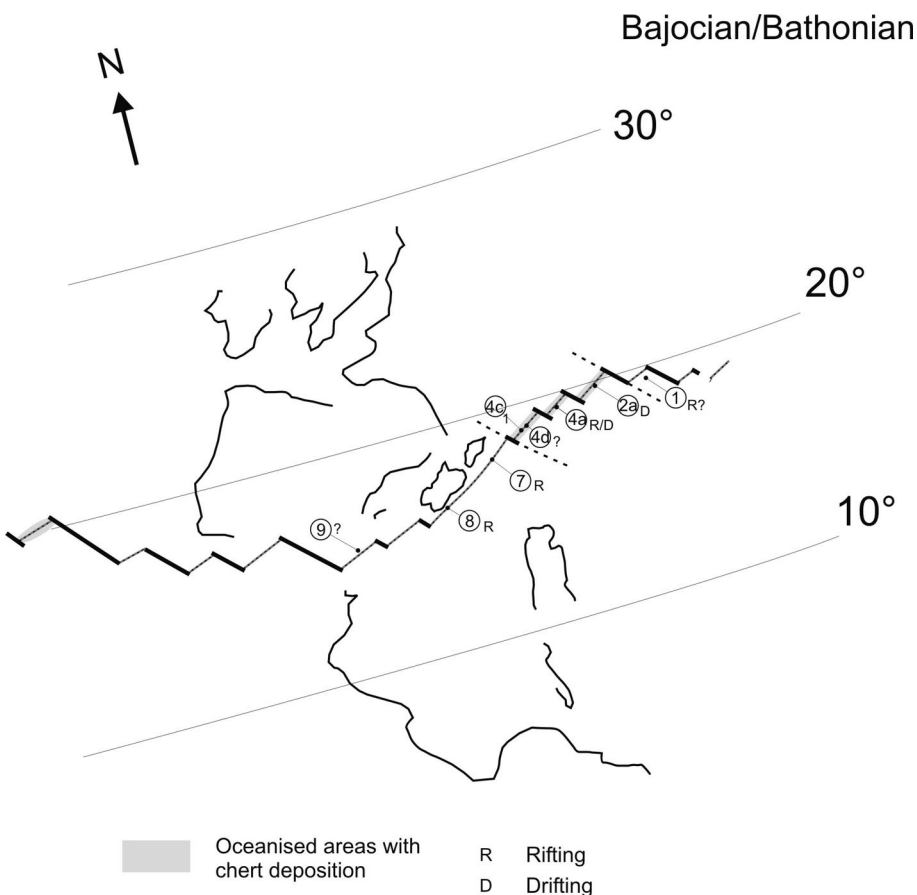 Bajocian/Bathonian
N
30°
20°
10°
4c
1
4d ?
4a R/D
2a D
1 R?
7 R
8 R
9 ?
Oceanised areas with
chert deposition
R Rifting
D Drifting